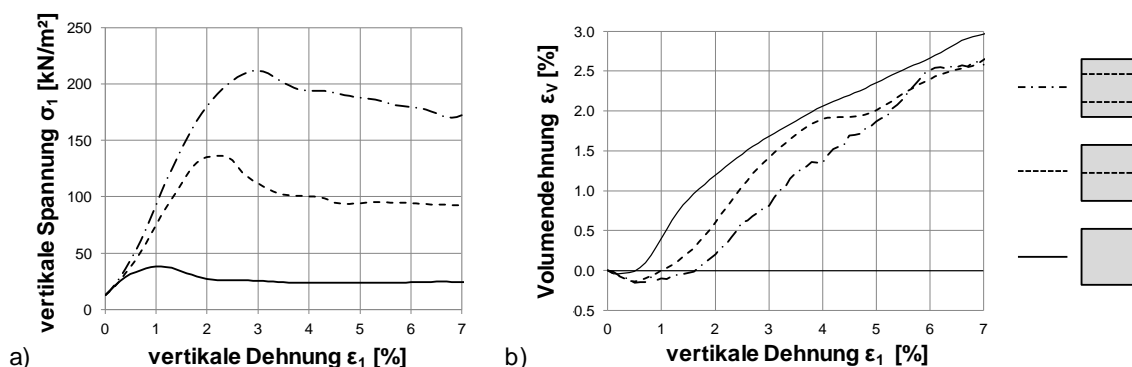 250
200
150
100
50
0
0 1 2 3 4 5 6 7
vertikale Spannung σ₁ [kN/m²]
vertikale Dehnung ε₁ [%]
a)
3.0
2.5
2.0
1.5
1.0
0.5
0.0
0.5
0 1 2 3 4 5 6 7
Volumendehnung εV [%]
vertikale Dehnung ε₁ [%]
b)